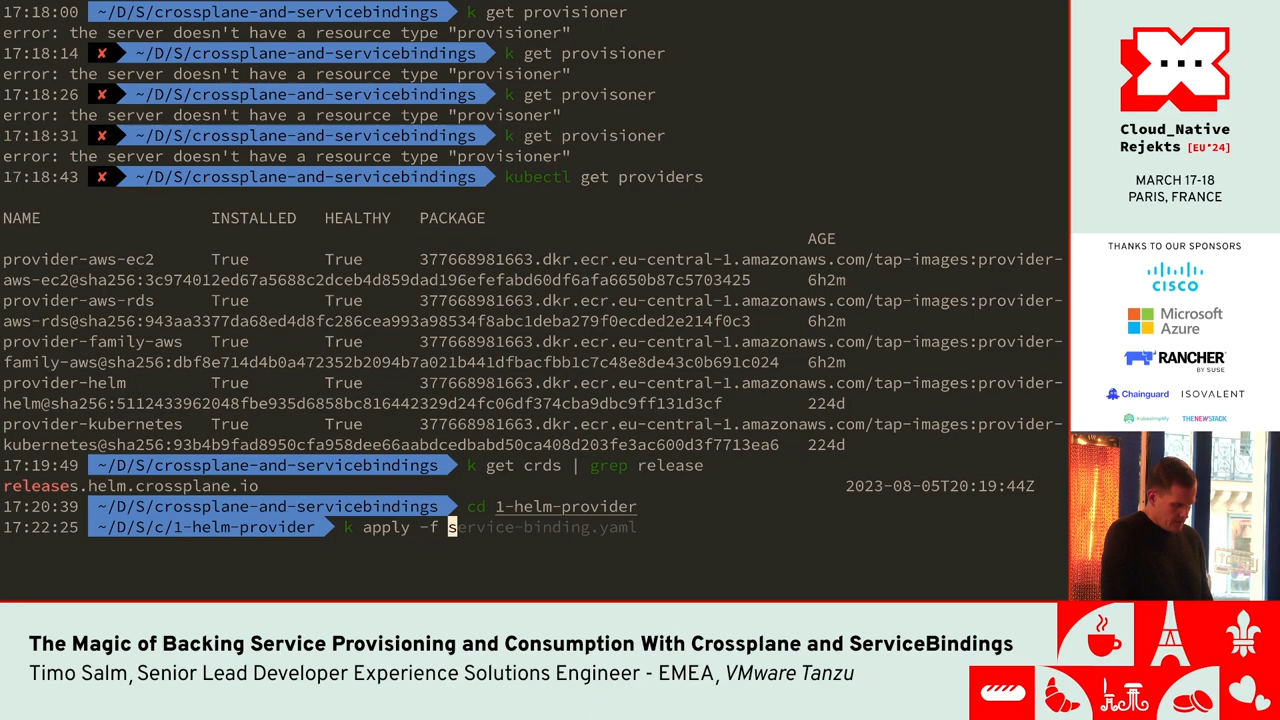 17:18:00 ~/D/S/crossplane-and-servicebindings k get provisioner
error: the server doesn't have a resource type "provisioner"
17:18:14 ✘ ~/D/S/crossplane-and-servicebindings k get provisioner
error: the server doesn't have a resource type "provisioner"
17:18:26 ✘ ~/D/S/crossplane-and-servicebindings k get provisoner
error: the server doesn't have a resource type "provisoner"
17:18:31 ✘ ~/D/S/crossplane-and-servicebindings k get provisioner
error: the server doesn't have a resource type "provisioner"
17:18:43 ✘ ~/D/S/crossplane-and-servicebindings kubectl get providers
NAME INSTALLED HEALTHY PACKAGE
AGE
provider-aws-ec2 True True 377668981663.dkr.ecr.eu-central-1.amazonaws.com/tap-images:provider-
aws-ec2@sha256:3c974012ed67a5688c2dceb4d859dad196efefabd60df6afa6650b87c5703425 6h2m
provider-aws-rds True True 377668981663.dkr.ecr.eu-central-1.amazonaws.com/tap-images:provider-
aws-rds@sha256:943aa3377da68ed4d8fc286cea993a98534f8abc1deba279f0ecded2e214f0c3 6h2m
provider-family-aws True True 377668981663.dkr.ecr.eu-central-1.amazonaws.com/tap-images:provider-
family-aws@sha256:dbf8e714d4b0a472352b2094b7a021b441dfbacfbb1c7c48e8de43c0b691c024 6h2m
provider-helm True True 377668981663.dkr.ecr.eu-central-1.amazonaws.com/tap-images:provider-
helm@sha256:5112433962048fbe935d6858bc816442329d24fc06df374cba9dbc9ff131d3cf 224d
provider-kubernetes True True 377668981663.dkr.ecr.eu-central-1.amazonaws.com/tap-images:provider-
kubernetes@sha256:93b4b9fad8950cfa958dee66aabdcedbabd50ca408d203fe3ac600d3f7713ea6 224d
17:19:49 ~/D/S/crossplane-and-servicebindings k get crds | grep release
releases.helm.crossplane.io 2023-08-05T20:19:44Z
17:20:39 ~/D/S/crossplane-and-servicebindings cd 1-helm-provider
17:22:25 ~/D/S/c/1-helm-provider k apply -f service-binding.yaml
Cloud_Native
Rejekts [EU'24]
MARCH 17-18
PARIS, FRANCE
THANKS TO OUR SPONSORS
CISCO
Microsoft
Azure
RANCHER
BY SUSE
Chainguard ISOVALENT
Kubesimplify THENEWSTACK
The Magic of Backing Service Provisioning and Consumption With Crossplane and ServiceBindings
Timo Salm, Senior Lead Developer Experience Solutions Engineer - EMEA, VMware Tanzu